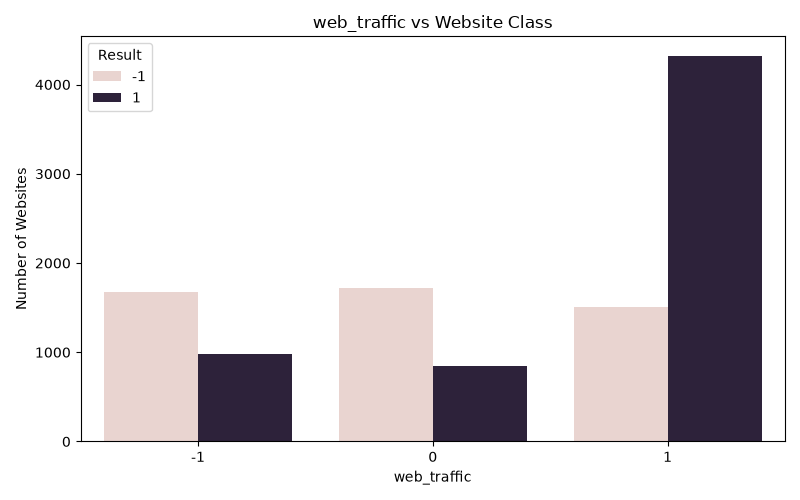 web_traffic vs Website Class
Result
-1
1
4000
3000
2000
1000
0
Number of Websites
-1
0
1
web_traffic